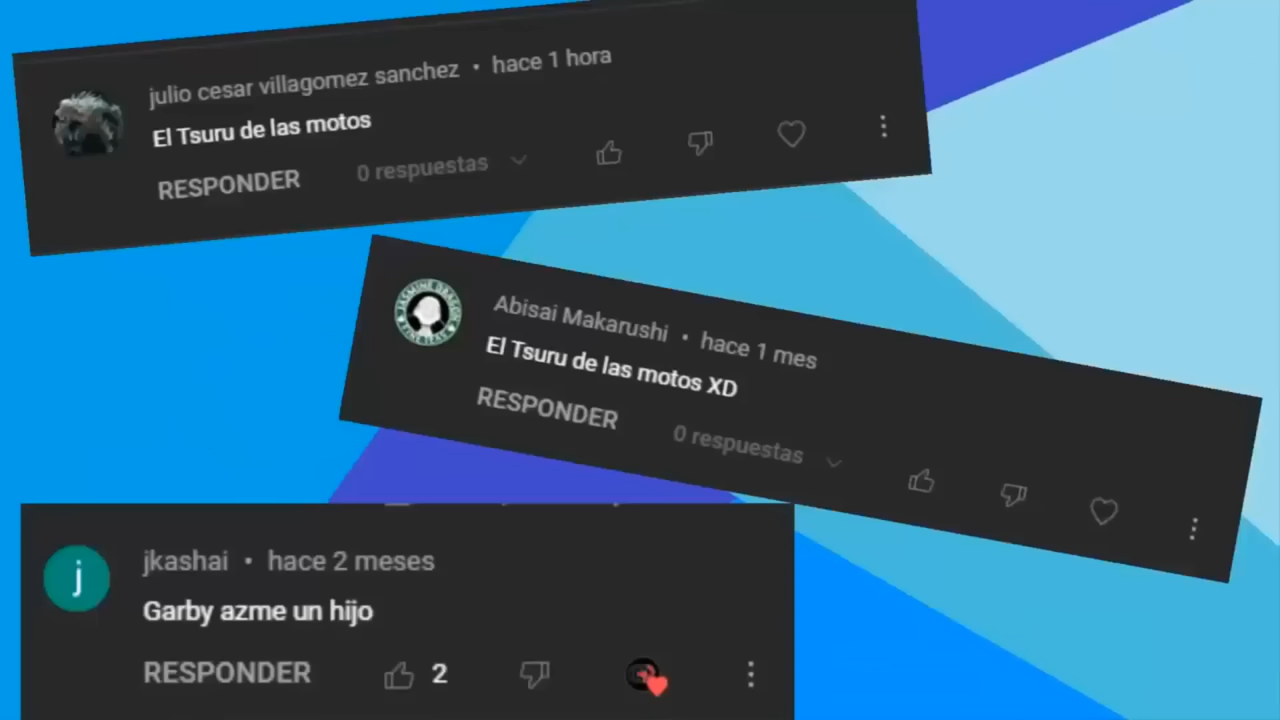 julio cesar villagomez sanchez • hace 1 hora
El Tsuru de las motos
RESPONDER 0 respuestas
Abisai Makarushi • hace 1 mes
El Tsuru de las motos XD
RESPONDER 0 respuestas
j
jkashai • hace 2 meses
Garby azme un hijo
RESPONDER 2